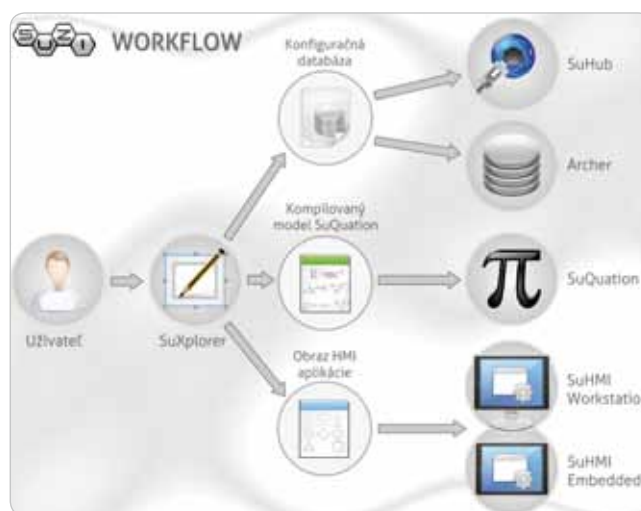 SUZI WORKFLOW
Konfiguračná
databáza
SuHub
Archer
Kompilovaný
model SuQuation
SuQuation
Užívateľ
SuXplorer
Obraz HMI
aplikácie
SuHMI
Workstatio
SuHMI
Embedded